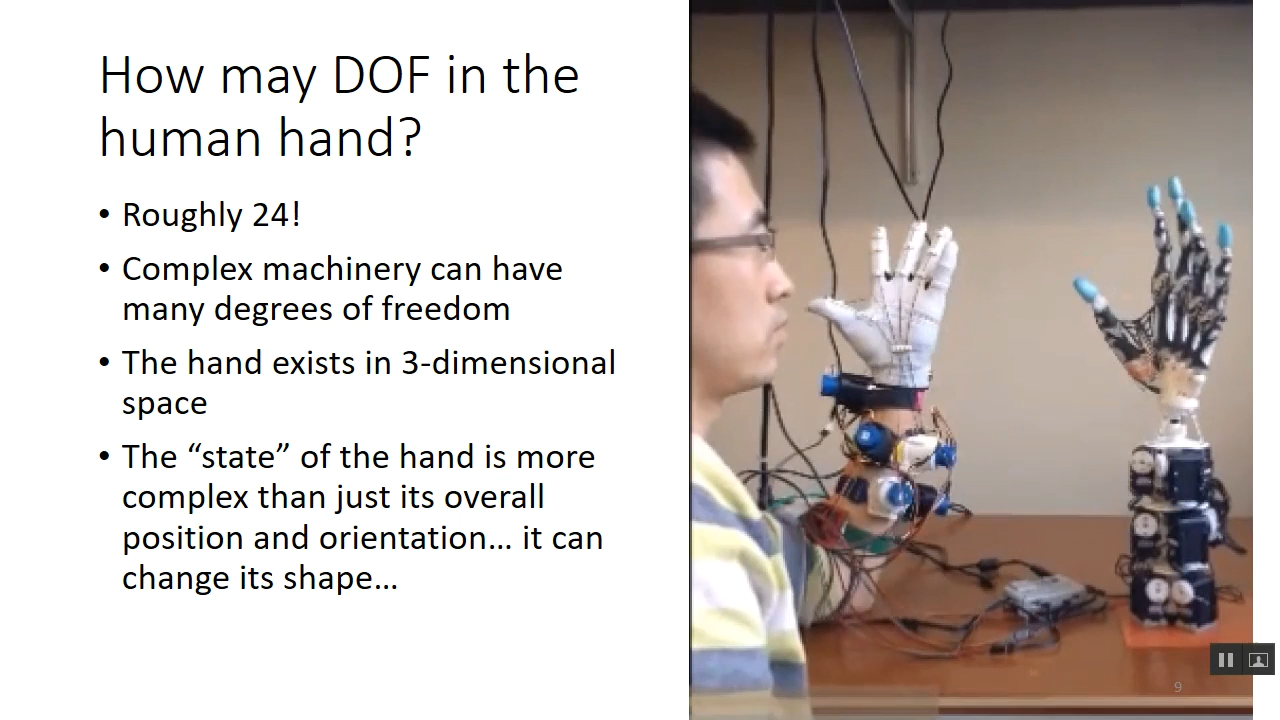 How may DOF in the
human hand?
• Roughly 24!
• Complex machinery can have
many degrees of freedom
• The hand exists in 3-dimensional
space
• The “state” of the hand is more
complex than just its overall
position and orientation… it can
change its shape…
9